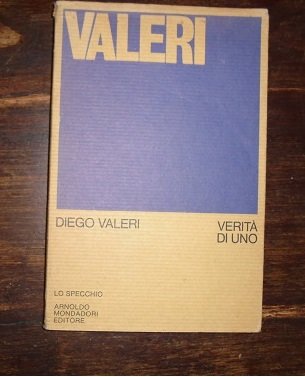 VALERI
DIEGO VALERI
VERITÀ
DI UNO
LO SPECCHIO
ARNOLDO
MONDADORI
EDITORE